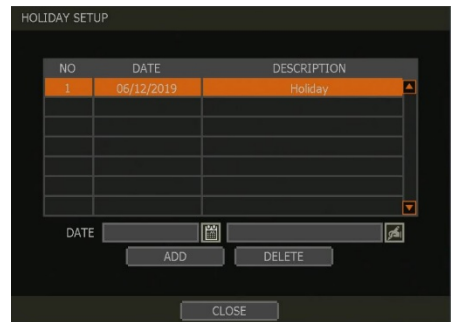 HOLIDAY SETUP
NO DATE DESCRIPTION
1 06/12/2019 Holiday
DATE
ADD DELETE
CLOSE